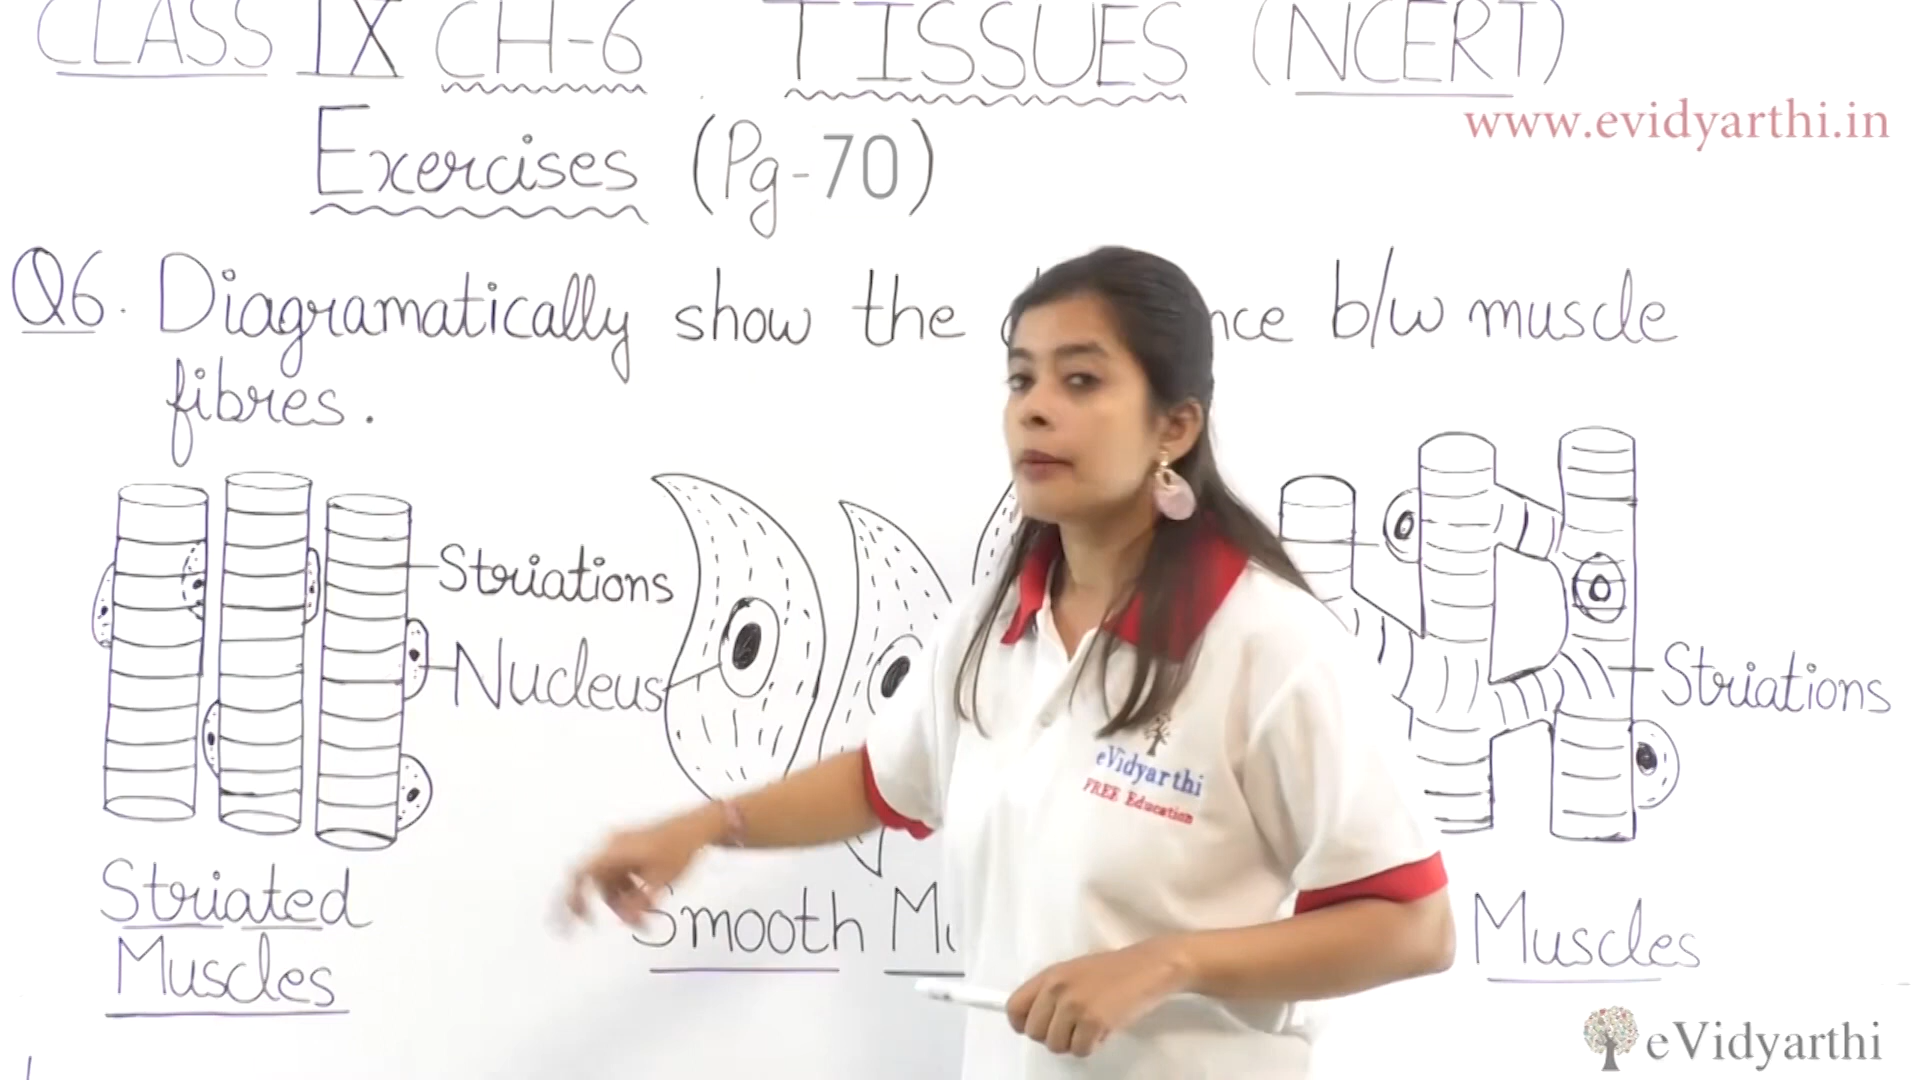 CLASS IX CH-6 TISSUES (NCERT)
www.evidyarthi.in
Exercises (Pg-70)
Q6. Diagramatically show the b/w muscle
fibres.
Striations
Nucleus
Striations
Striated
Muscles
Smooth
Muscles
eVidyarthi
FREE Education
eVidyarthi